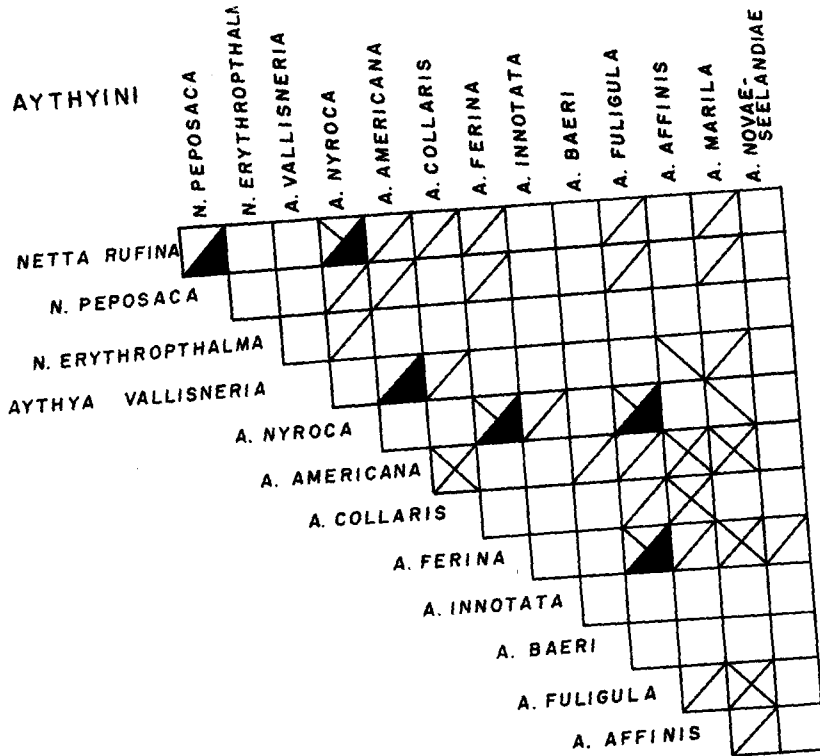 AYTHYINI
N. PEPOSACA
N. ERYTHROPTHALM
A. VALLISNERIA
A. NYROCA
A. AMERICANA
A. COLLARIS
A. FERINA
A. INNOTATA
A. BAERI
A. FULIGULA
A. AFFINIS
A. MARILA
A. NOVAE-
SEELANDIAE
NETTA RUFINA
N. PEPOSACA
N. ERYTHROPTHALMA
AYTHYA VALLISNERIA
A. NYROCA
A. AMERICANA
A. COLLARIS
A. FERINA
A. INNOTATA
A. BAERI
A. FULIGULA
A. AFFINIS